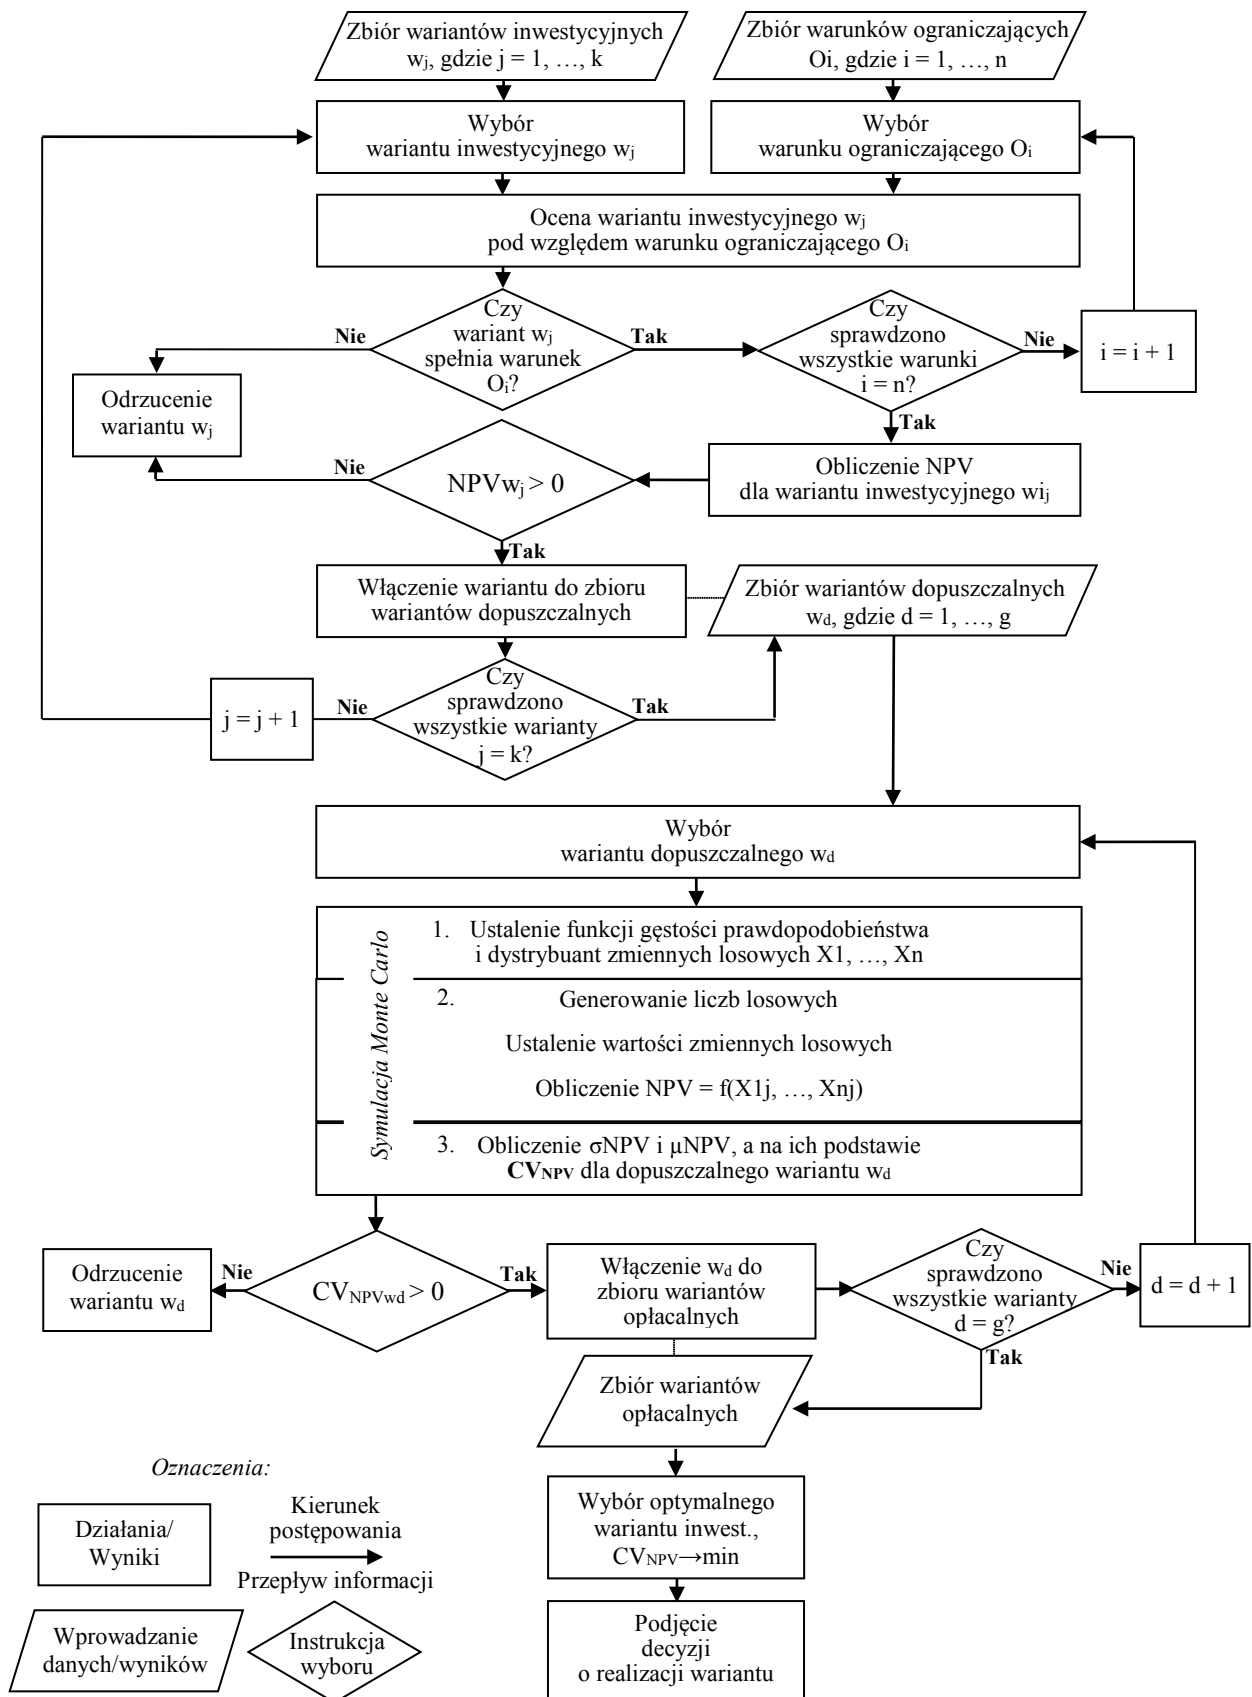 Zbiór wariantów inwestycyjnych
wj, gdzie j = 1, …, k
Zbiór warunków ograniczających
Oi, gdzie i = 1, …, n
Wybór
wariantu inwestycyjnego wj
Wybór
warunku ograniczającego Oi
Ocena wariantu inwestycyjnego wj
pod względem warunku ograniczającego Oi
Czy
wariant wj
spełnia warunek
Oi?
Nie
Tak
Czy
sprawdzono
wszystkie warunki
i = n?
Nie
i = i + 1
Tak
Odrzucenie
wariantu wj
Obliczenie NPV
dla wariantu inwestycyjnego wij
NPVwj > 0
Nie
Tak
Włączenie wariantu do zbioru
wariantów dopuszczalnych
Zbiór wariantów dopuszczalnych
wd, gdzie d = 1, …, g
Czy
sprawdzono
wszystkie warianty
j = k?
Nie
Tak
j = j + 1
Wybór
wariantu dopuszczalnego wd
Symulacja Monte Carlo
1. Ustalenie funkcji gęstości prawdopodobieństwa
i dystrybuant zmiennych losowych X1, …, Xn
2. Generowanie liczb losowych
Ustalenie wartości zmiennych losowych
Obliczenie NPV = f(X1j, …, Xnj)
3. Obliczenie σNPV i μNPV, a na ich podstawie
CVNPV dla dopuszczalnego wariantu wd
Odrzucenie
wariantu wd
Nie
CVNPVwd > 0
Tak
Włączenie wd do
zbioru wariantów
opłacalnych
Czy
sprawdzono
wszystkie warianty
d = g?
Nie
d = d + 1
Tak
Zbiór wariantów
opłacalnych
Wybór optymalnego
wariantu inwest.,
CVNPV→min
Podjęcie
decyzji
o realizacji wariantu
Oznaczenia:
Działania/
Wyniki
Kierunek
postępowania
Przepływ informacji
Wprowadzanie
danych/wyników
Instrukcja
wyboru